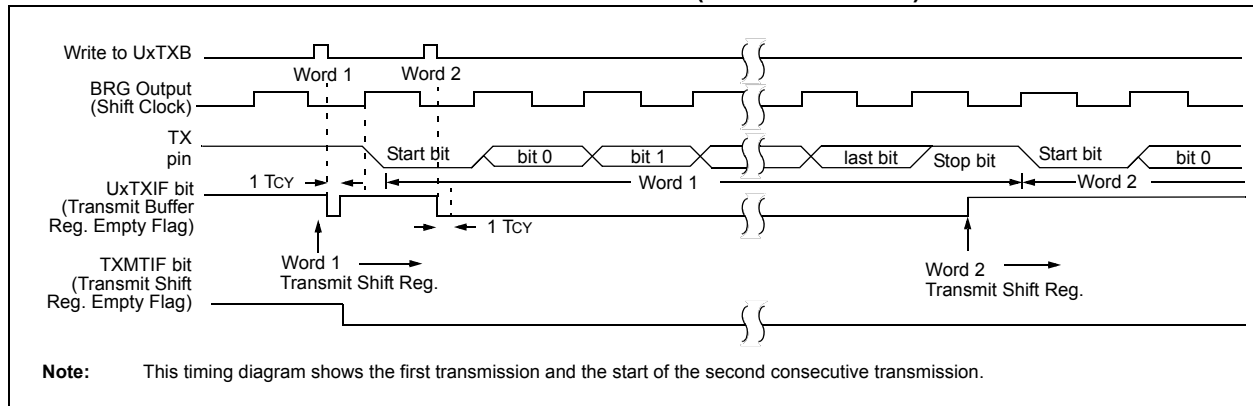 Write to UxTXB
Word 1
Word 2
BRG Output
(Shift Clock)
TX
pin
Start bit
bit 0
bit 1
last bit
Stop bit
Start bit
bit 0
1 TCY
Word 1
Word 2
UxTXIF bit
(Transmit Buffer
Reg. Empty Flag)
1 TCY
Word 1
Transmit Shift Reg.
Word 2
Transmit Shift Reg.
TXMTIF bit
(Transmit Shift
Reg. Empty Flag)
Note: This timing diagram shows the first transmission and the start of the second consecutive transmission.